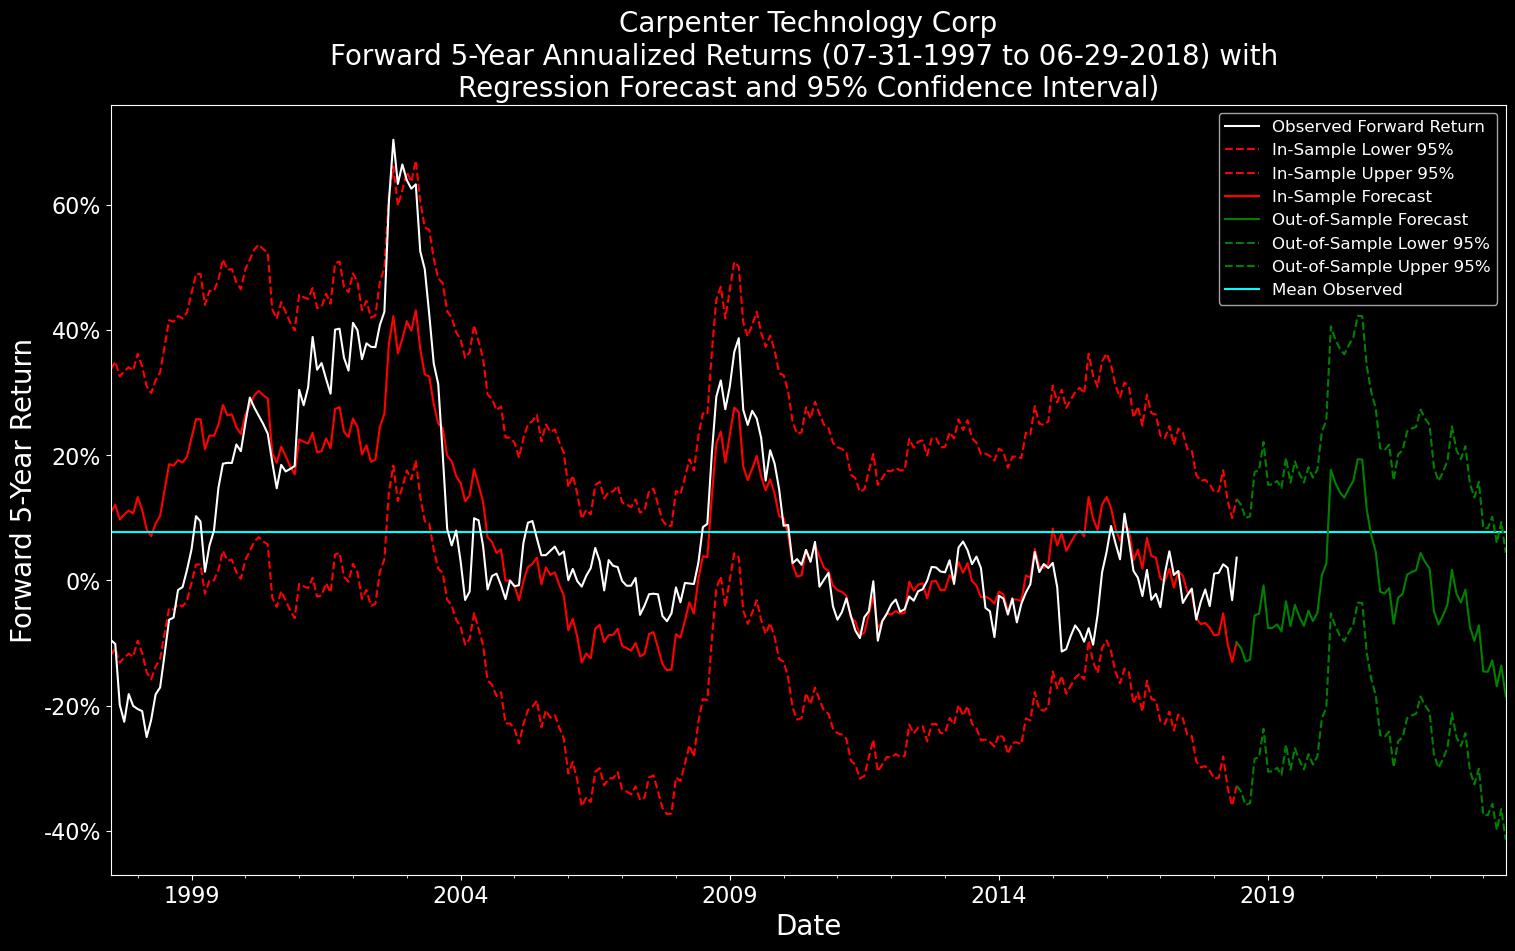 Carpenter Technology Corp
Forward 5-Year Annualized Returns (07-31-1997 to 06-29-2018) with
Regression Forecast and 95% Confidence Interval)
Observed Forward Return
In-Sample Lower 95%
In-Sample Upper 95%
In-Sample Forecast
Out-of-Sample Forecast
Out-of-Sample Lower 95%
Out-of-Sample Upper 95%
Mean Observed
Forward 5-Year Return
60%
40%
20%
0%
-20%
-40%
1999
2004
2009
2014
2019
Date